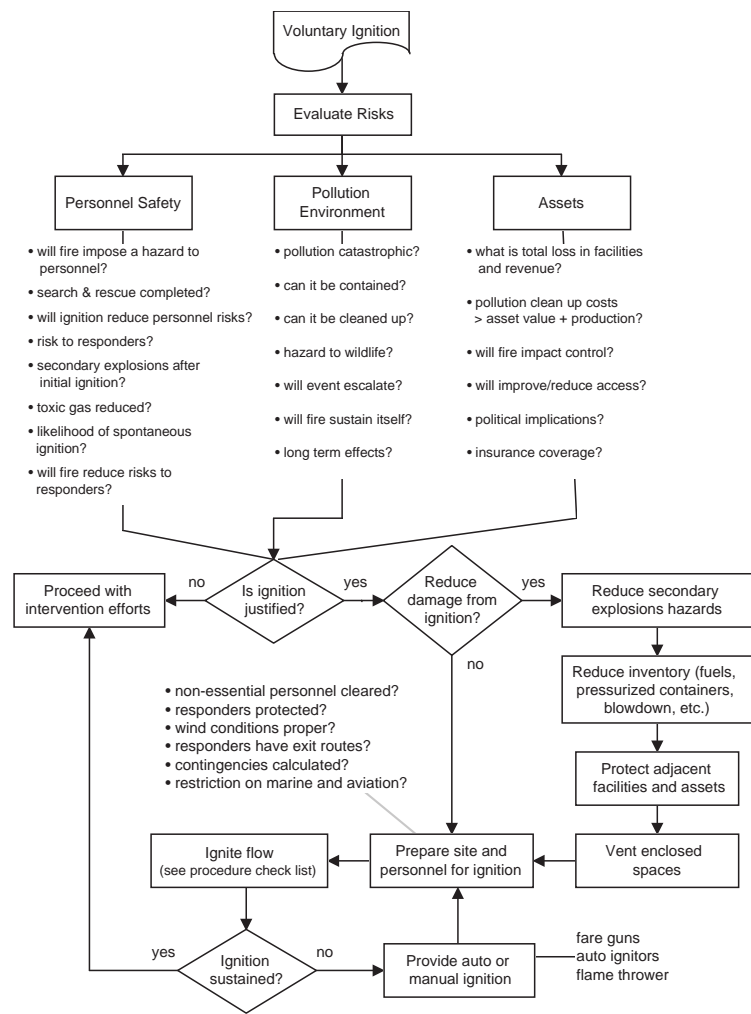 Voluntary Ignition
Evaluate Risks
Personnel Safety
Pollution
Environment
Assets
• will fire impose a hazard to
personnel?
• search & rescue completed?
• will ignition reduce personnel risks?
• risk to responders?
• secondary explosions after
initial ignition?
• toxic gas reduced?
• likelihood of spontaneous
ignition?
• will fire reduce risks to
responders?
• pollution catastrophic?
• can it be contained?
• can it be cleaned up?
• hazard to wildlife?
• will event escalate?
• will fire sustain itself?
• long term effects?
• what is total loss in facilities
and revenue?
• pollution clean up costs
> asset value + production?
• will fire impact control?
• will improve/reduce access?
• political implications?
• insurance coverage?
Proceed with
intervention efforts
no
Is ignition
justified?
yes
Reduce
damage from
ignition?
yes
Reduce secondary
explosions hazards
no
Reduce inventory (fuels,
pressurized containers,
blowdown, etc.)
• non-essential personnel cleared?
• responders protected?
• wind conditions proper?
• responders have exit routes?
• contingencies calculated?
• restriction on marine and aviation?
Protect adjacent
facilities and assets
Ignite flow
(see procedure check list)
Prepare site and
personnel for ignition
Vent enclosed
spaces
yes
Ignition
sustained?
no
Provide auto or
manual ignition
fare guns
auto ignitors
flame thrower